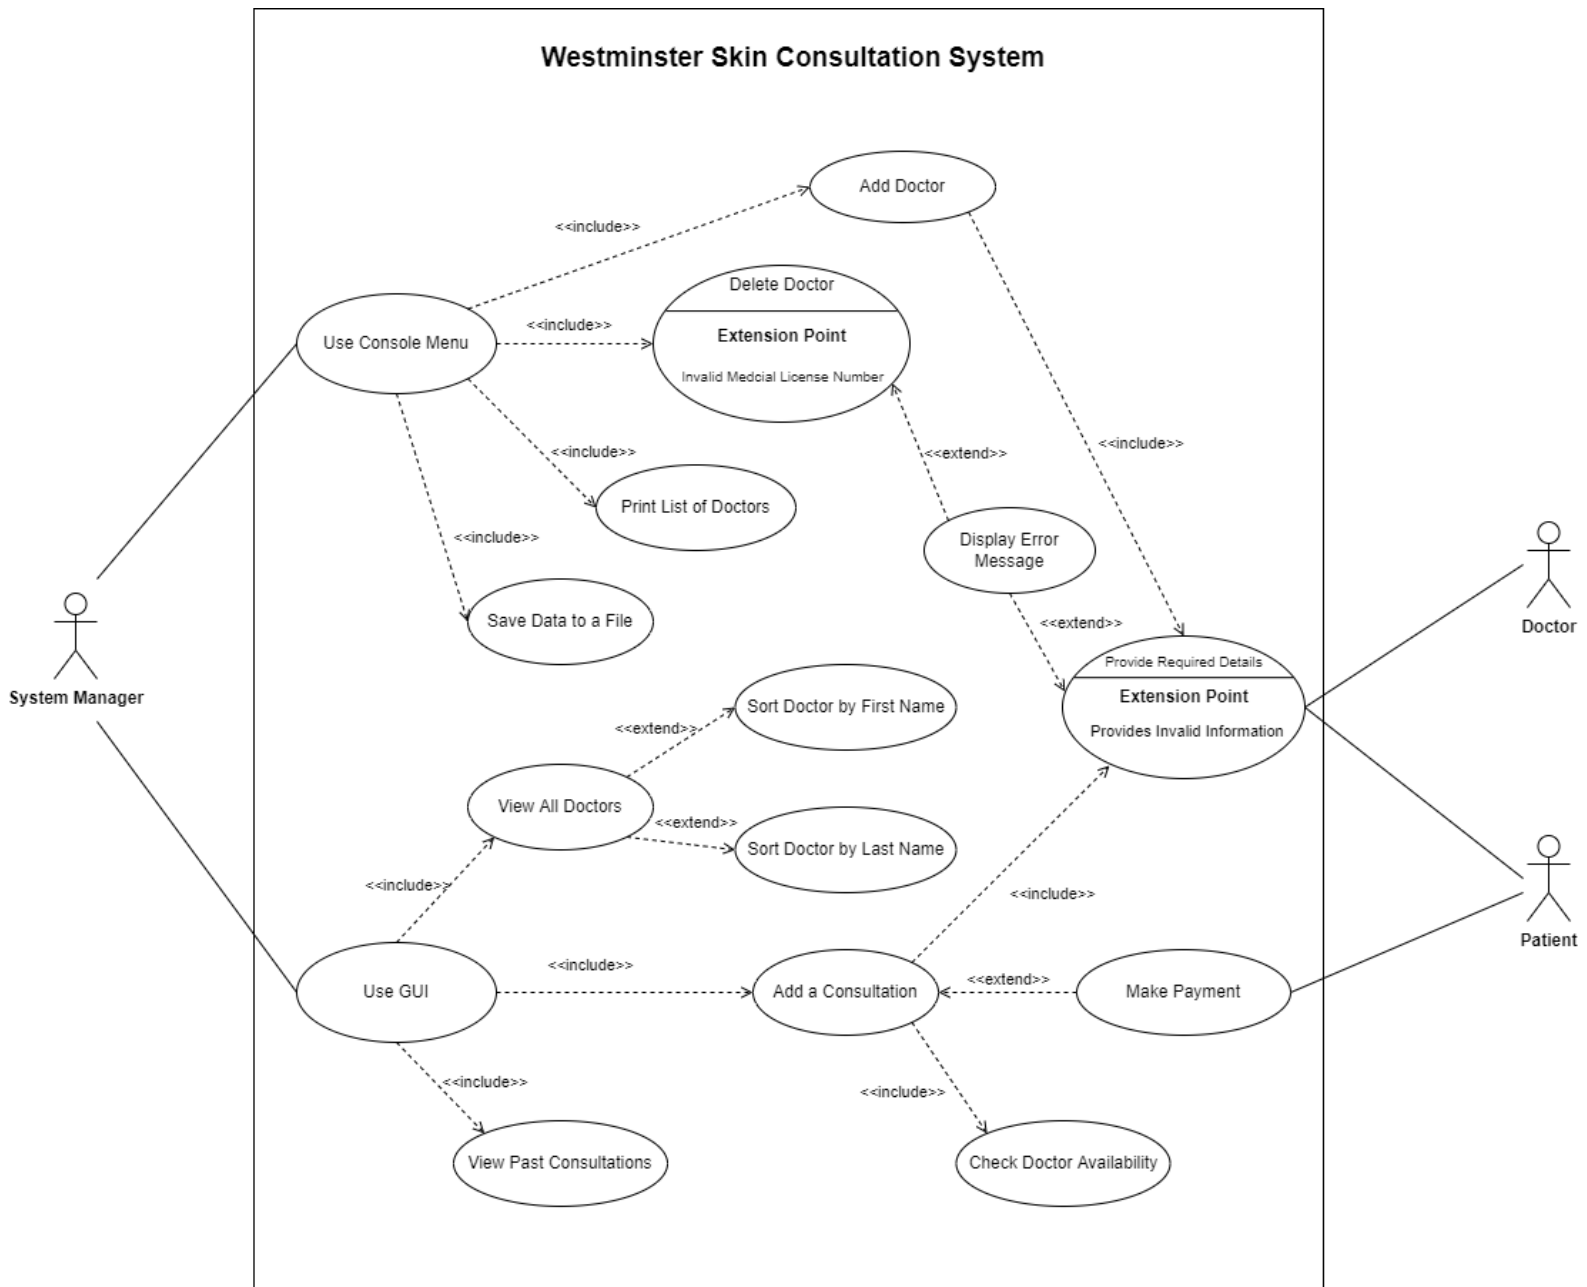 Westminster Skin Consultation System
Add Doctor
<<include>>
Delete Doctor
Extension Point
Invalid Medcial License Number
<<include>>
Use Console Menu
<<include>>
<<extend>>
<<include>>
Print List of Doctors
<<include>>
Display Error
Message
Save Data to a File
<<extend>>
Doctor
System Manager
Provide Required Details
Extension Point
Provides Invalid Information
Sort Doctor by First Name
<<extend>>
View All Doctors
<<extend>>
Sort Doctor by Last Name
<<include>>
<<include>>
Patient
Use GUI
<<include>>
Add a Consultation
<<extend>>
Make Payment
<<include>>
<<include>>
View Past Consultations
Check Doctor Availability